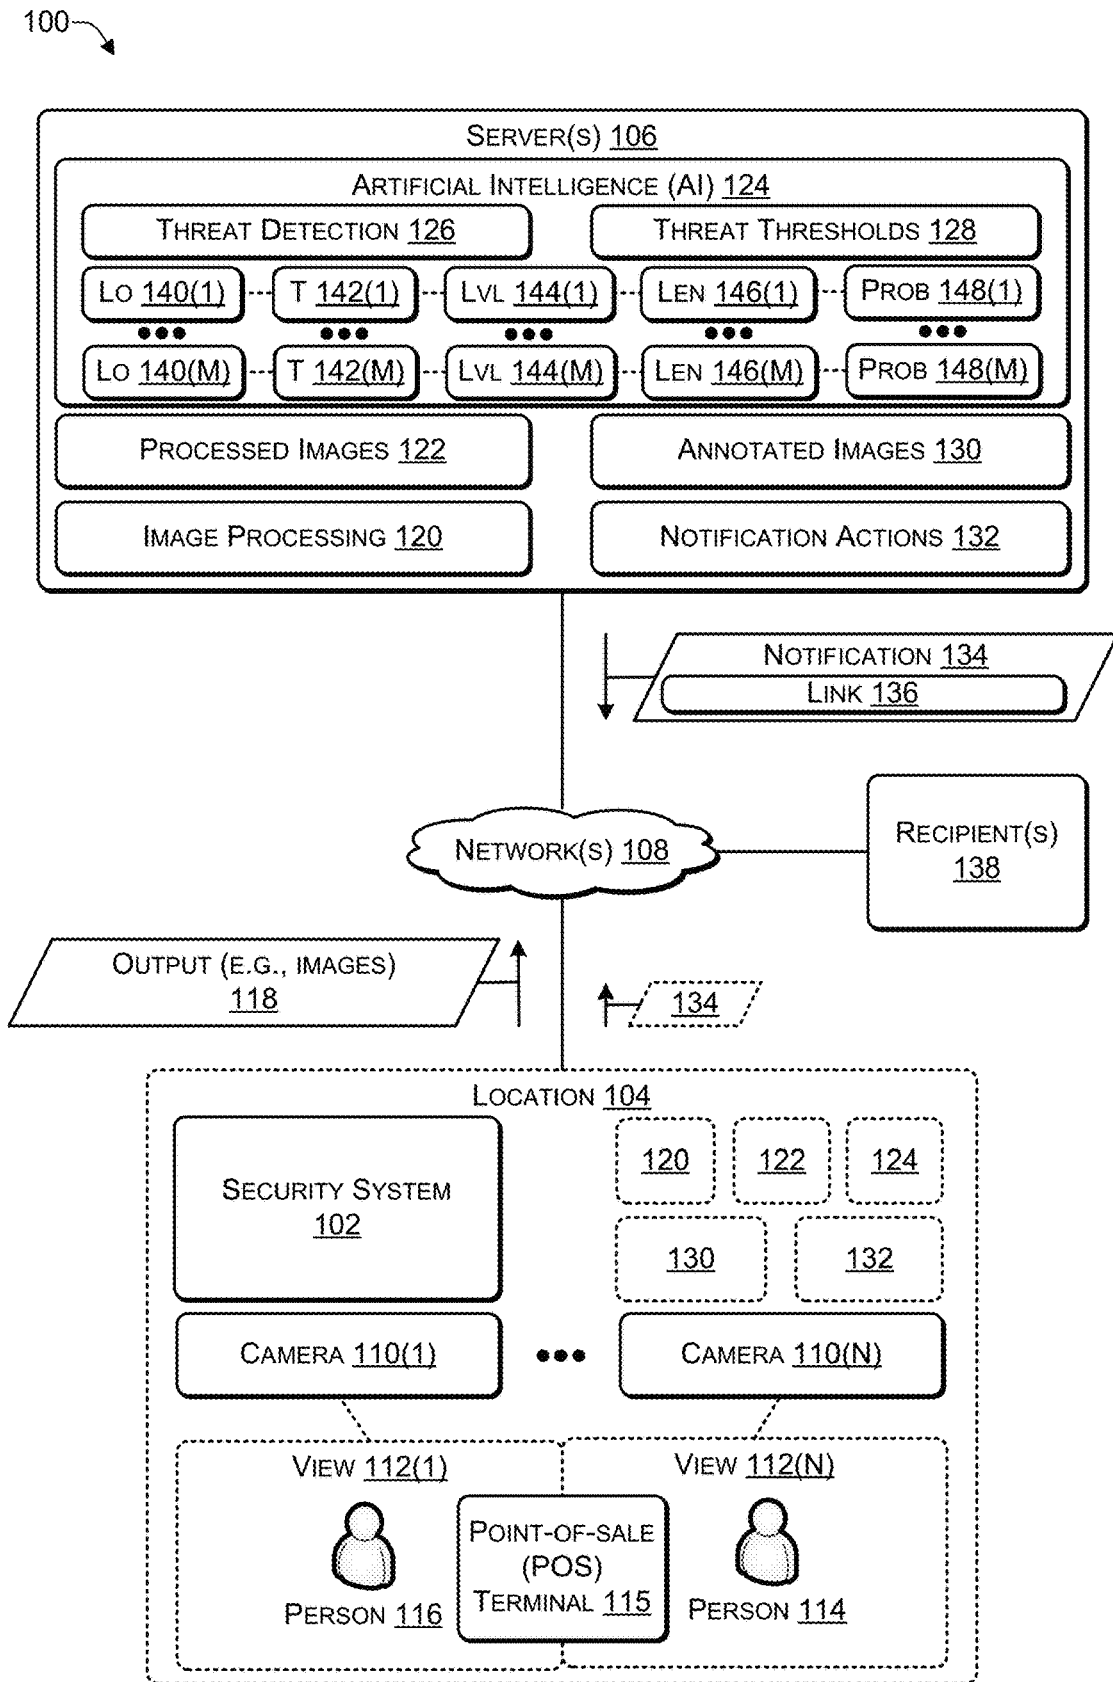 100
SERVER(S) 106
ARTIFICIAL INTELLIGENCE (AI) 124
THREAT DETECTION 126
THREAT THRESHOLDS 128
LO 140(1)
T 142(1)
LVL 144(1)
LEN 146(1)
PROB 148(1)
LO 140(M)
T 142(M)
LVL 144(M)
LEN 146(M)
PROB 148(M)
PROCESSED IMAGES 122
ANNOTATED IMAGES 130
IMAGE PROCESSING 120
NOTIFICATION ACTIONS 132
NOTIFICATION 134
LINK 136
NETWORK(S) 108
RECIPIENT(S)
138
OUTPUT (E.G., IMAGES)
118
134
LOCATION 104
SECURITY SYSTEM
102
120
122
124
130
132
CAMERA 110(1)
CAMERA 110(N)
VIEW 112(1)
VIEW 112(N)
POINT-OF-SALE
(POS)
TERMINAL 115
PERSON 116
PERSON 114